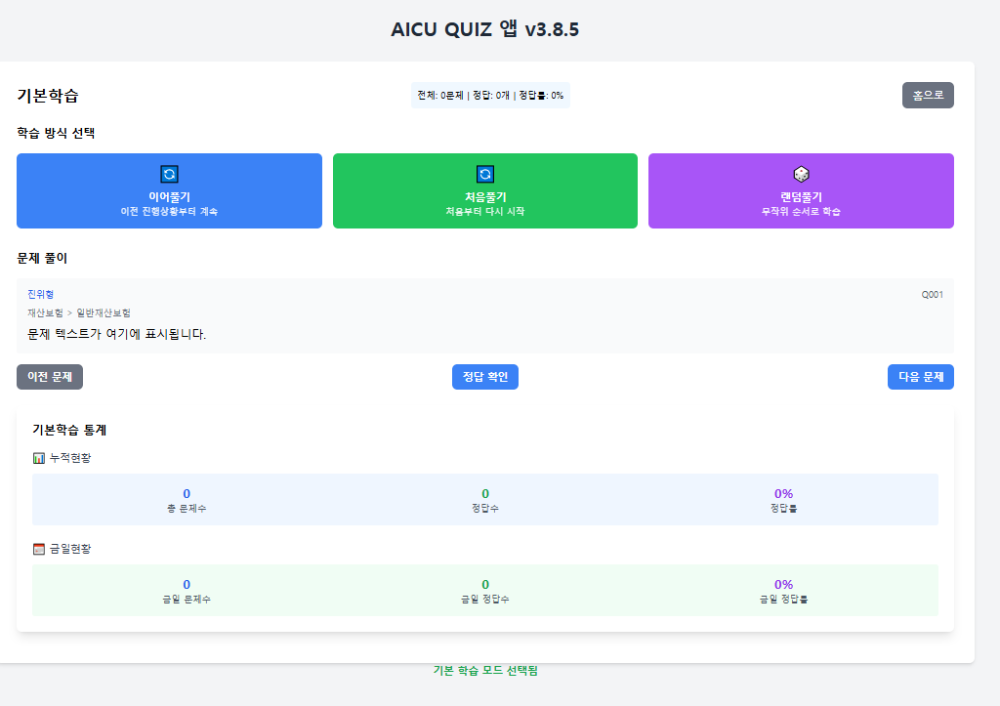 AICU QUIZ 앱 v3.8.5
기본학습
전체: 0문제 | 정답: 0개 | 정답률: 0%
홈으로
학습 방식 선택
이어풀기
이전 진행상황부터 계속
처음풀기
처음부터 다시 시작
랜덤풀기
무작위 순서로 학습
문제 풀이
진위형
Q001
재산보험 > 일반재산보험
문제 텍스트가 여기에 표시됩니다.
이전 문제
정답 확인
다음 문제
기본학습 통계
누적현황
0
총 문제수
0
정답수
0%
정답률
금일현황
0
금일 문제수
0
금일 정답수
0%
금일 정답률
기본 학습 모드 선택됨